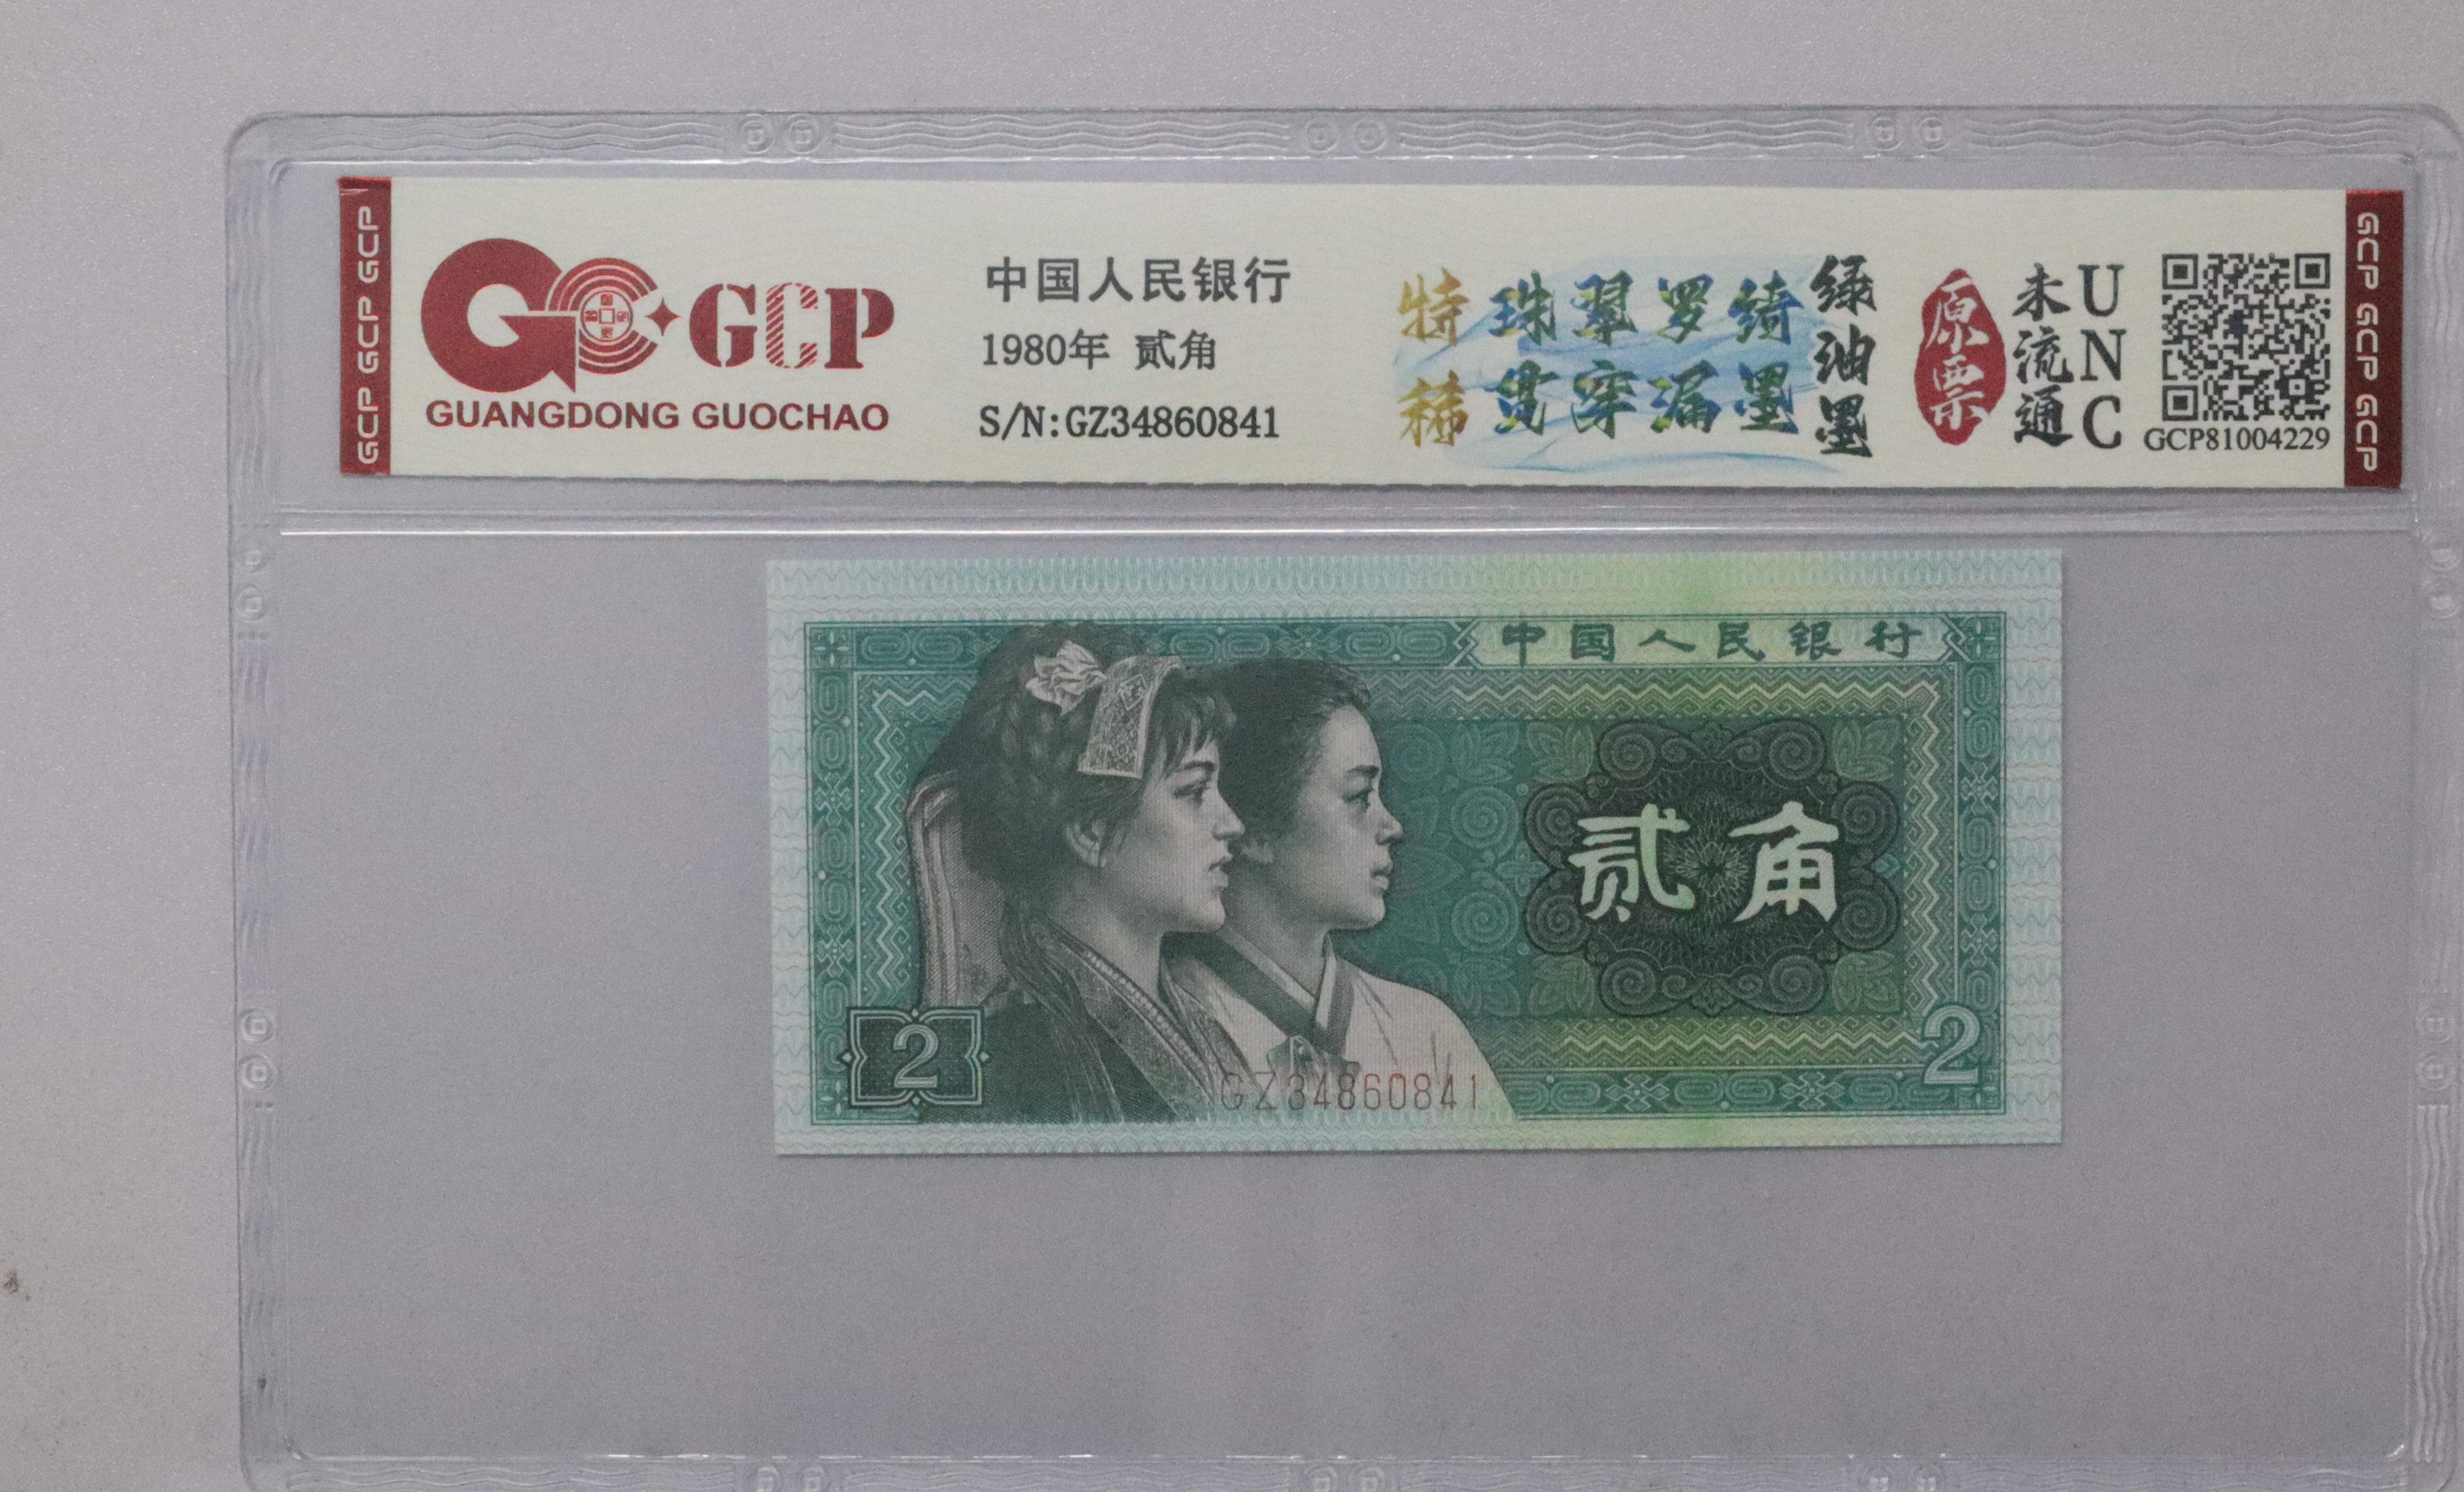 GCP GCP GCP
GCP
GUANGDONG GUOCHAO
中国人民银行
1980年 贰角
S/N:GZ34860841
特稀
珠翠罗绮
贯穿漏墨
绿油墨
原票
未流通
UNC
GCP81004229
GCP GCP GCP
中国人民银行
贰角
2
2
GZ34860841